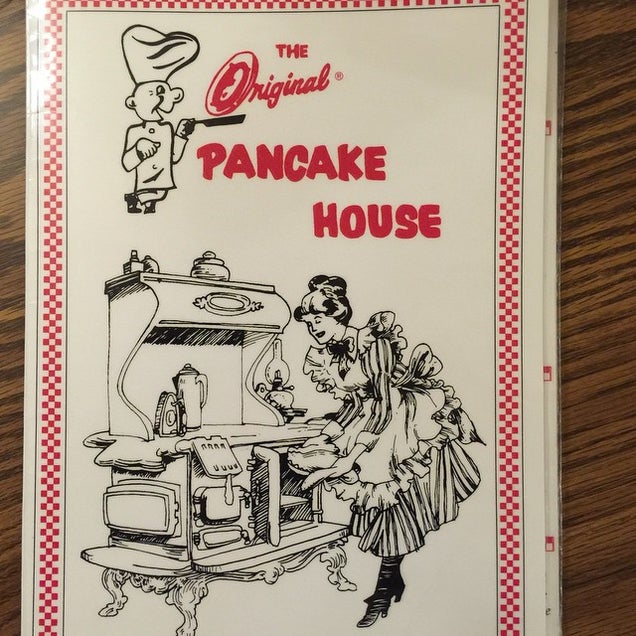 THE
Original®
PANCAKE
HOUSE